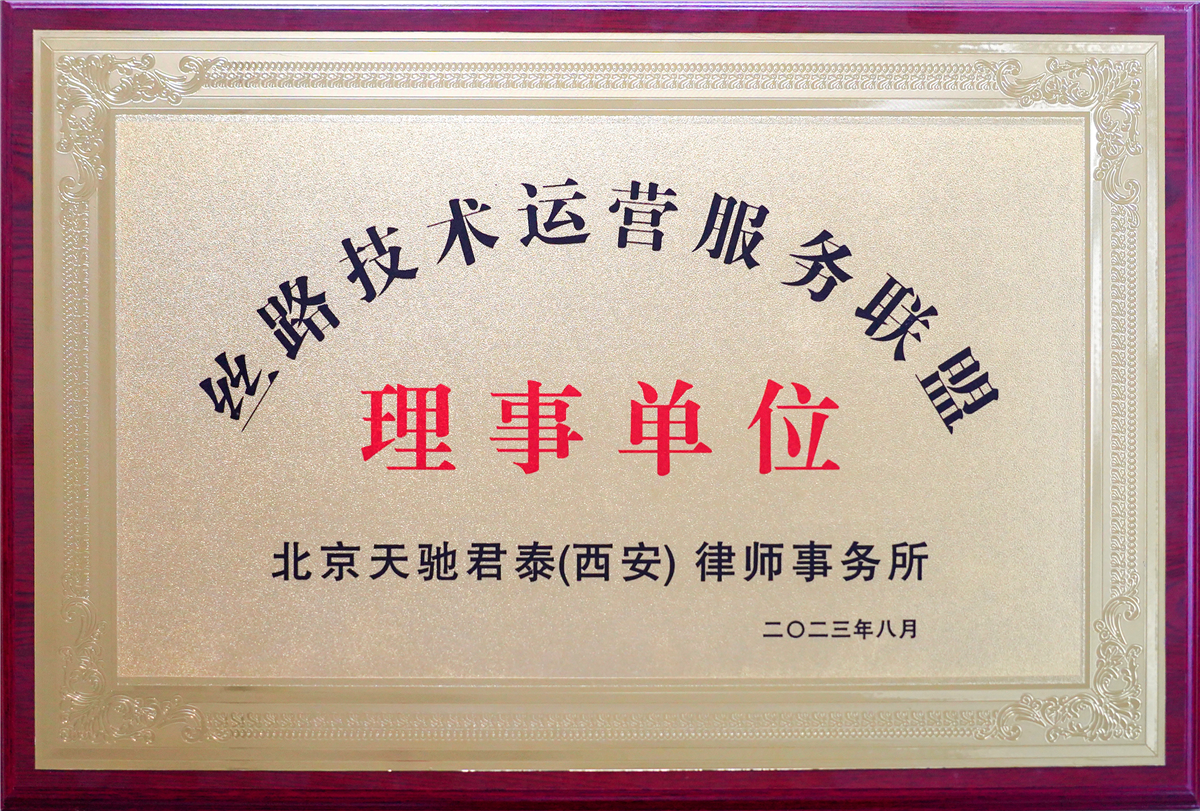 丝路技术运营服务联盟
理事单位
北京天驰君泰(西安) 律师事务所
二〇二三年八月